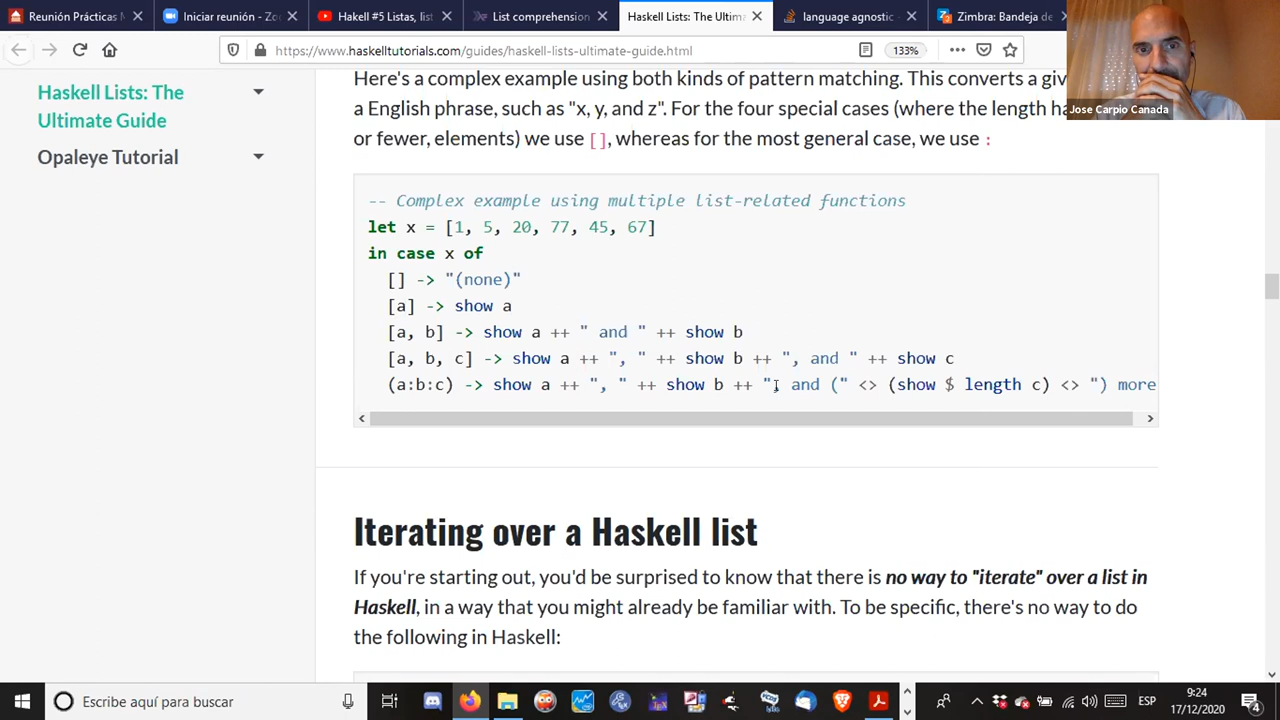 Reunión Prácticas M
Iniciar reunión - Zoo
Hakell #5 Listas, list
List comprehension
Haskell Lists: The Ultima
language agnostic -
Zimbra: Bandeja de
https://www.haskelltutorials.com/guides/haskell-lists-ultimate-guide.html
133%
Jose Carpio Canada
Haskell Lists: The
Ultimate Guide
Opaleye Tutorial
Here's a complex example using both kinds of pattern matching. This converts a giv
a English phrase, such as "x, y, and z". For the four special cases (where the length ha
or fewer, elements) we use [], whereas for the most general case, we use :
-- Complex example using multiple list-related functions
let x = [1, 5, 20, 77, 45, 67]
in case x of
[] -> "(none)"
[a] -> show a
[a, b] -> show a ++ " and " ++ show b
[a, b, c] -> show a ++ ", " ++ show b ++ ", and " ++ show c
(a:b:c) -> show a ++ ", " ++ show b ++ ", and (" <> (show $ length c) <> ") more
Iterating over a Haskell list
If you're starting out, you'd be surprised to know that there is no way to "iterate" over a list in
Haskell, in a way that you might already be familiar with. To be specific, there's no way to do
the following in Haskell:
Escribe aquí para buscar
ESP
9:24
17/12/2020
4